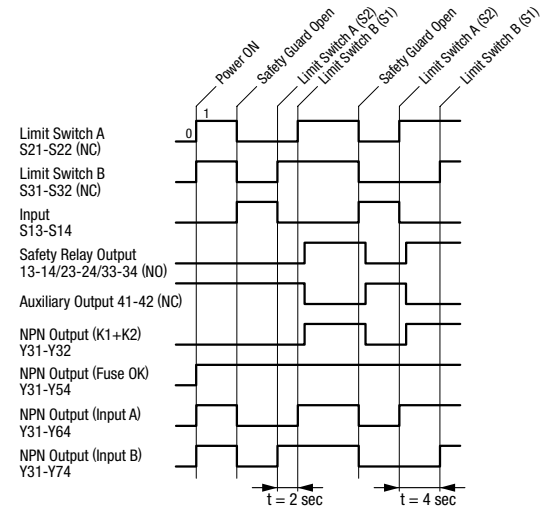 Power ON
Safety Guard Open
Limit Switch A (S2)
Limit Switch B (S1)
Safety Guard Open
Limit Switch A (S2)
Limit Switch B (S1)
0
1
Limit Switch A
S21-S22 (NC)
Limit Switch B
S31-S32 (NC)
Input
S13-S14
Safety Relay Output
13-14/23-24/33-34 (NO)
Auxiliary Output 41-42 (NC)
NPN Output (K1+K2)
Y31-Y32
NPN Output (Fuse OK)
Y31-Y54
NPN Output (Input A)
Y31-Y64
NPN Output (Input B)
Y31-Y74
t = 2 sec
t = 4 sec